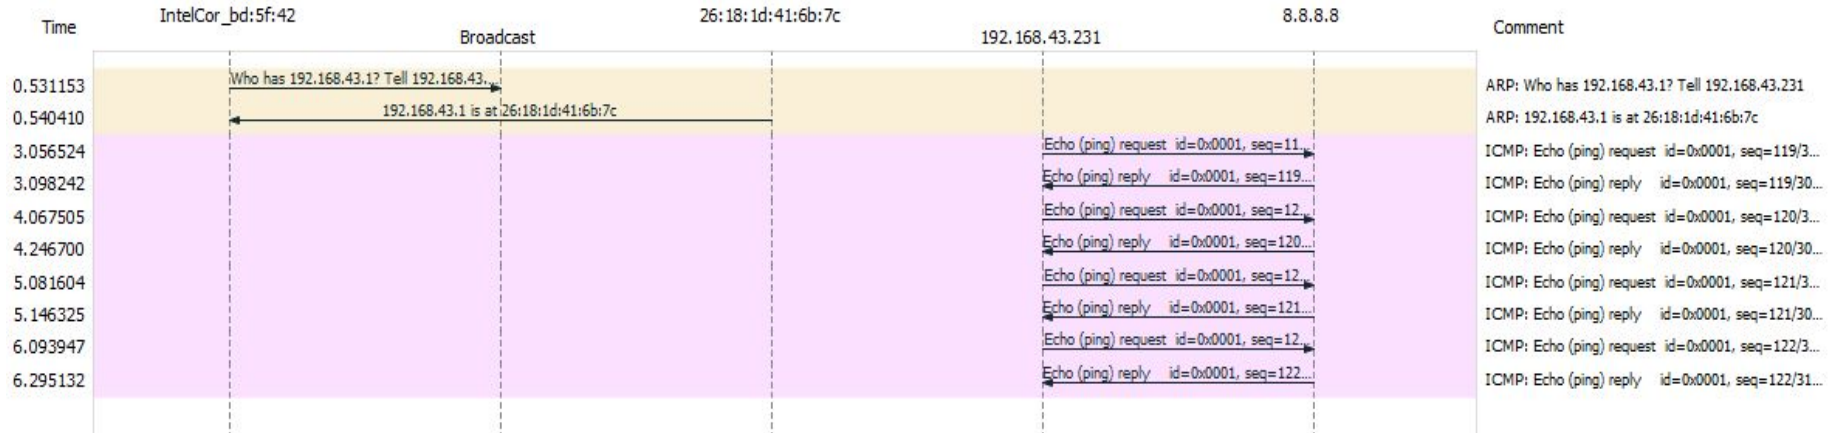 IntelCor_bd:5f:42 26:18:1d:41:6b:7c 8.8.8.8
Time Broadcast 192.168.43.231 Comment
0.531153 Who has 192.168.43.1? Tell 192.168.43... ARP: Who has 192.168.43.1? Tell 192.168.43.231
0.540410 192.168.43.1 is at 26:18:1d:41:6b:7c ARP: 192.168.43.1 is at 26:18:1d:41:6b:7c
3.056524 Echo (ping) request id=0x0001, seq=11... ICMP: Echo (ping) request id=0x0001, seq=119/3...
3.098242 Echo (ping) reply id=0x0001, seq=119... ICMP: Echo (ping) reply id=0x0001, seq=119/30...
4.067505 Echo (ping) request id=0x0001, seq=12... ICMP: Echo (ping) request id=0x0001, seq=120/3...
4.246700 Echo (ping) reply id=0x0001, seq=120... ICMP: Echo (ping) reply id=0x0001, seq=120/30...
5.081604 Echo (ping) request id=0x0001, seq=12... ICMP: Echo (ping) request id=0x0001, seq=121/3...
5.146325 Echo (ping) reply id=0x0001, seq=121... ICMP: Echo (ping) reply id=0x0001, seq=121/30...
6.093947 Echo (ping) request id=0x0001, seq=12... ICMP: Echo (ping) request id=0x0001, seq=122/3...
6.295132 Echo (ping) reply id=0x0001, seq=122... ICMP: Echo (ping) reply id=0x0001, seq=122/31...